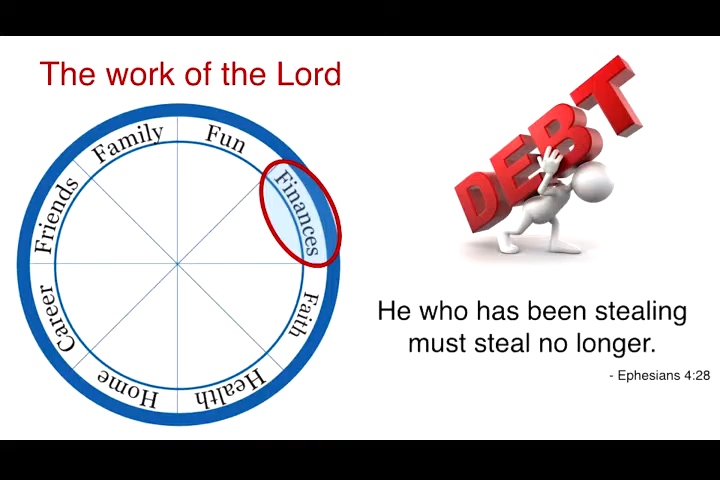 The work of the Lord
Family
Fun
Finances
Faith
Health
Home
Career
Friends
DEBT
He who has been stealing
must steal no longer.
- Ephesians 4:28